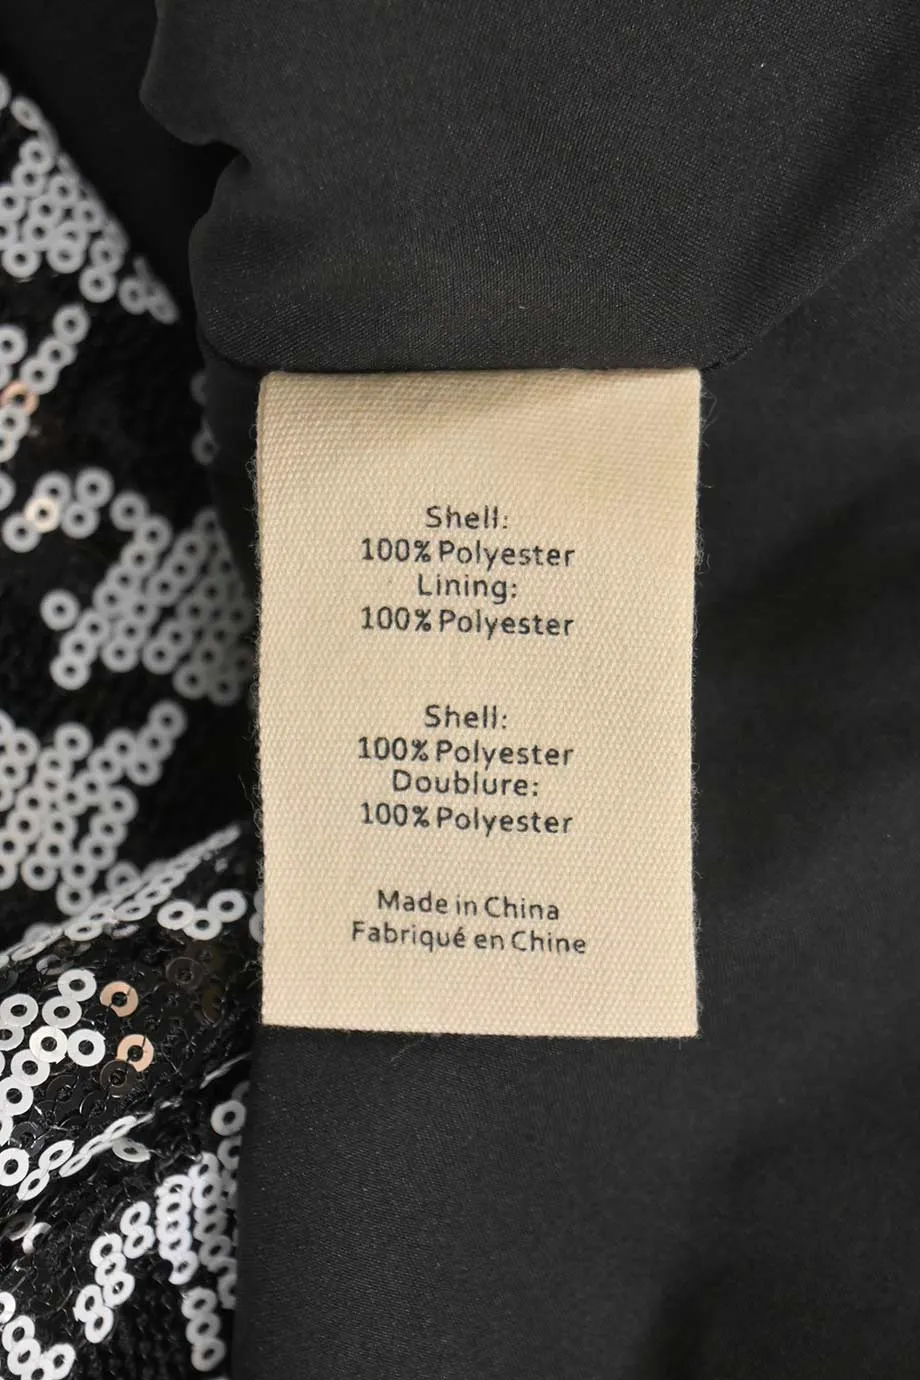 Shell:
100% Polyester
Lining:
100% Polyester
Shell:
100% Polyester
Doublure:
100% Polyester
Made in China
Fabriqué en Chine